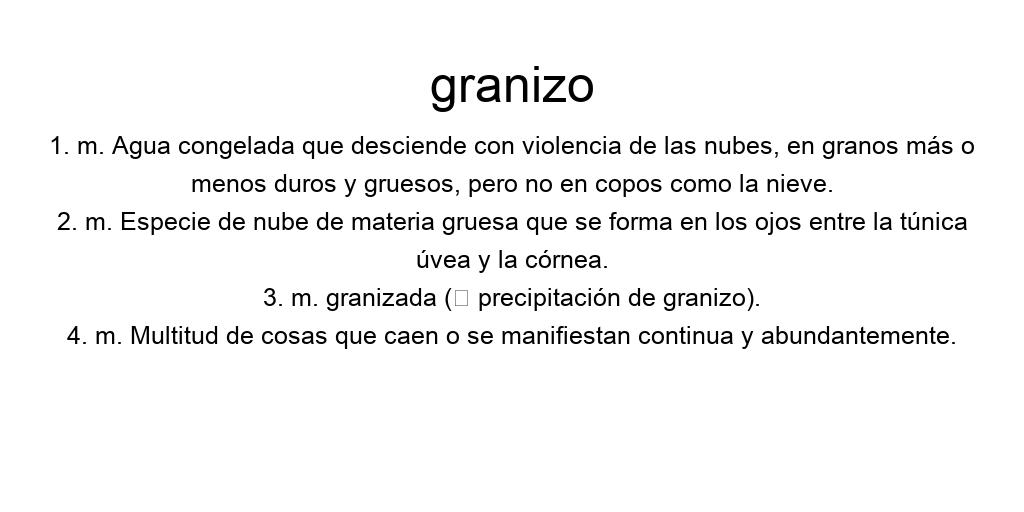 granizo
1. m. Agua congelada que desciende con violencia de las nubes, en granos más o
menos duros y gruesos, pero no en copos como la nieve.
2. m. Especie de nube de materia gruesa que se forma en los ojos entre la túnica
úvea y la córnea.
3. m. granizada (□ precipitación de granizo).
4. m. Multitud de cosas que caen o se manifiestan continua y abundantemente.